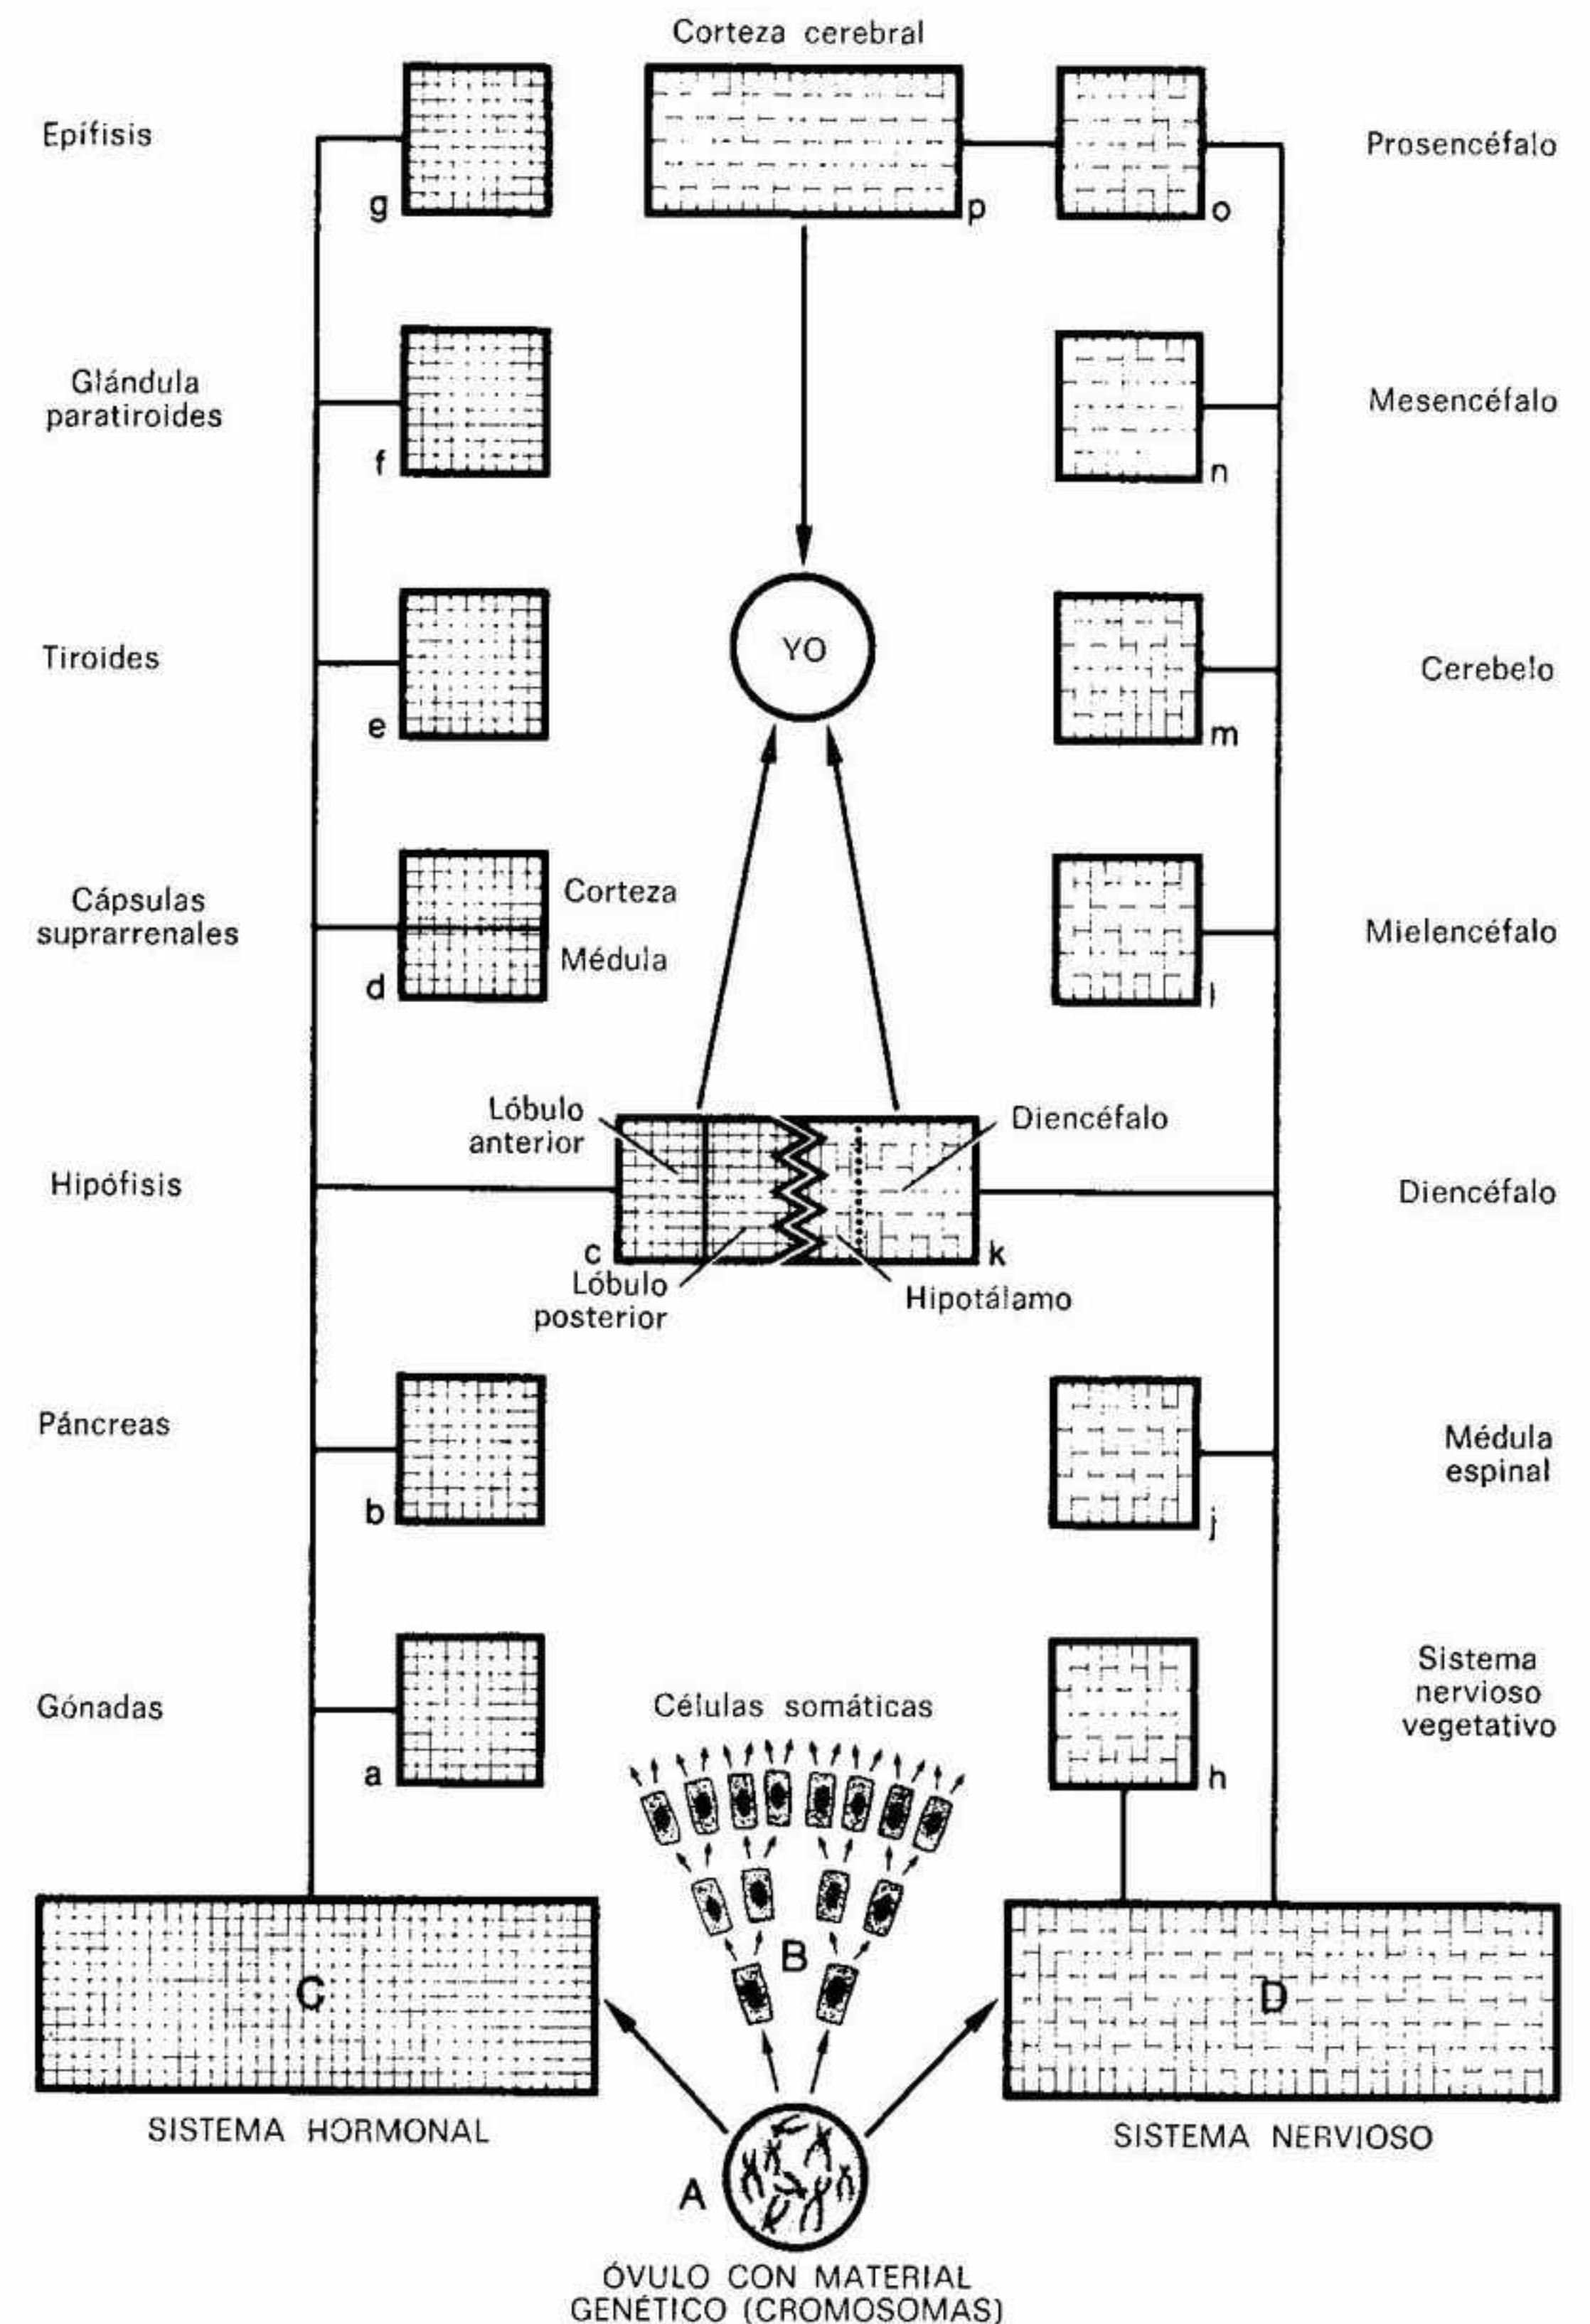 Corteza cerebral
Epífisis
g
p
o
Prosencéfalo
Glándula
paratiroides
f
n
Mesencéfalo
Tiroides
e
YO
m
Cerebelo
Cápsulas
suprarrenales
d
Corteza
Médula
l
Mielencéfalo
Hipófisis
Lóbulo
anterior
c
Lóbulo
posterior
Diencéfalo
k
Hipotálamo
Diencéfalo
Páncreas
b
j
Médula
espinal
Gónadas
a
Células somáticas
B
h
Sistema
nervioso
vegetativo
C
SISTEMA HORMONAL
D
SISTEMA NERVIOSO
A
ÓVULO CON MATERIAL
GENÉTICO (CROMOSOMAS)